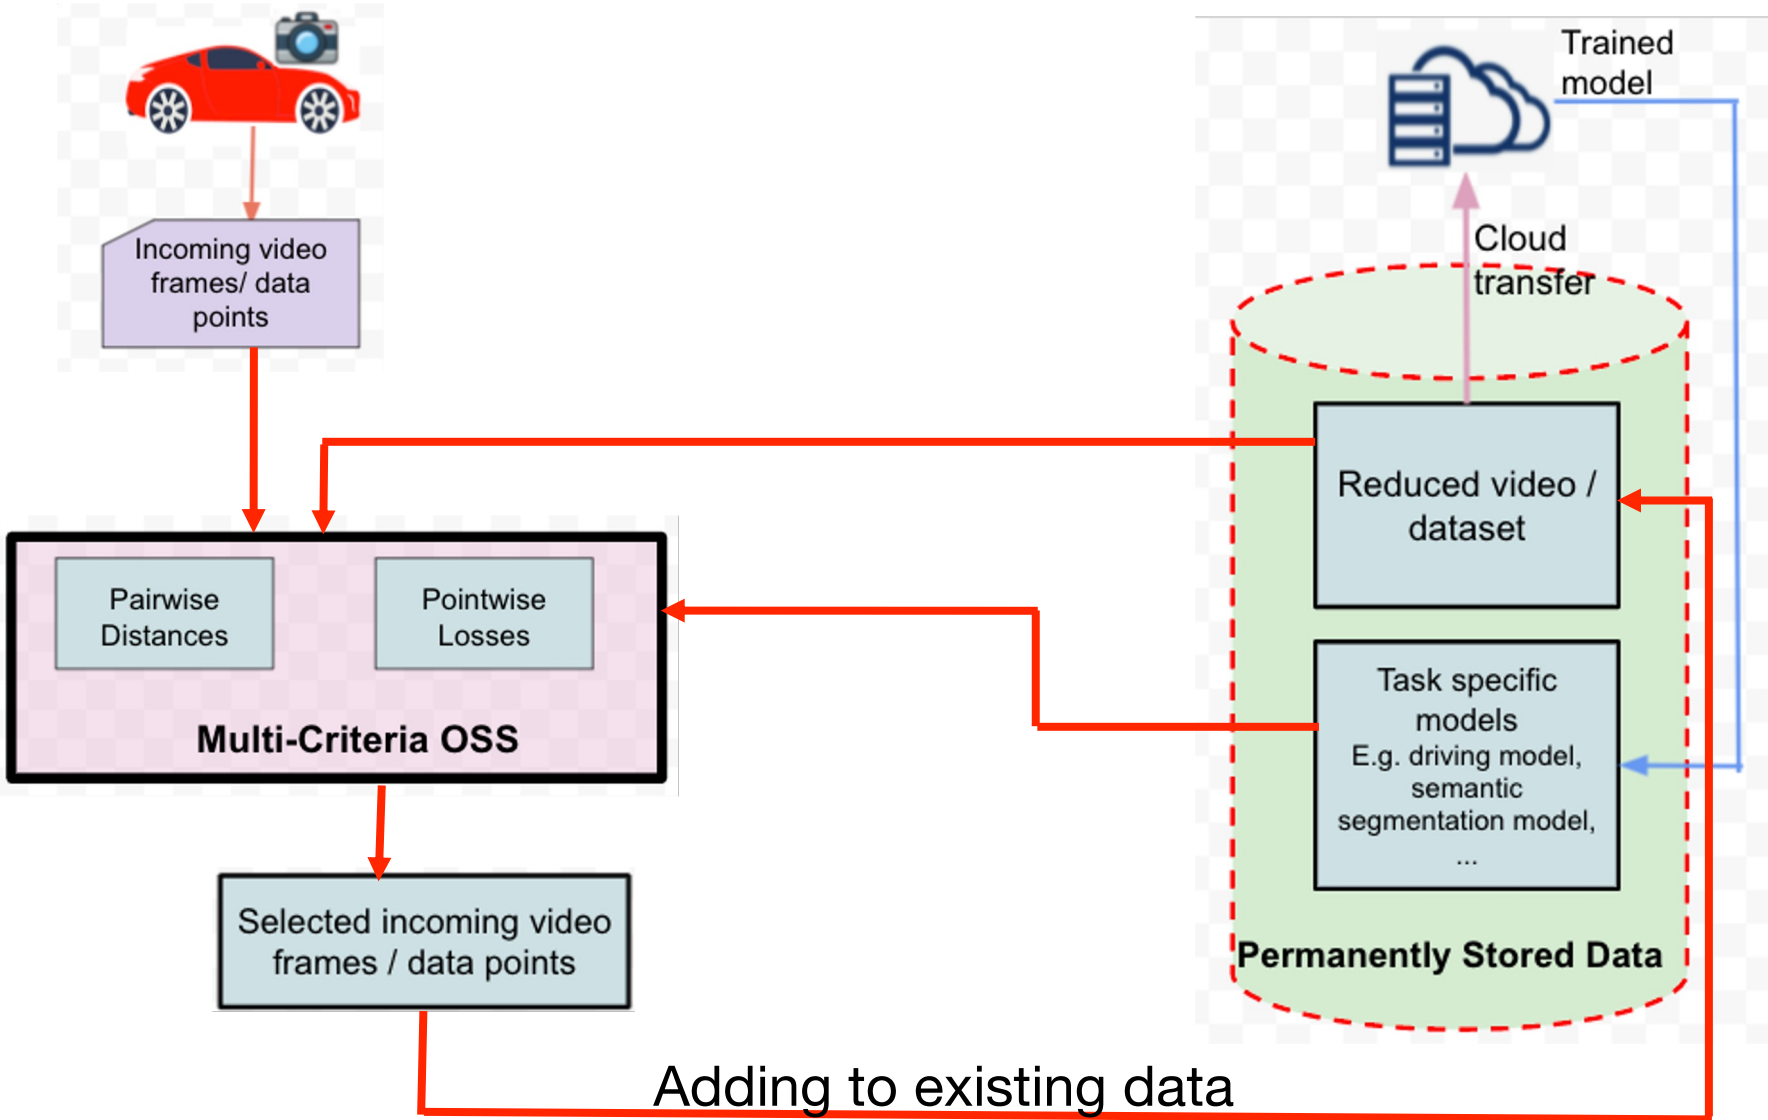 Trained
model
Incoming video
frames/ data
points
Cloud
transfer
Reduced video /
dataset
Pairwise
Distances
Pointwise
Losses
Multi-Criteria OSS
Task specific
models
E.g. driving model,
semantic
segmentation model,
...
Selected incoming video
frames / data points
Permanently Stored Data
Adding to existing data